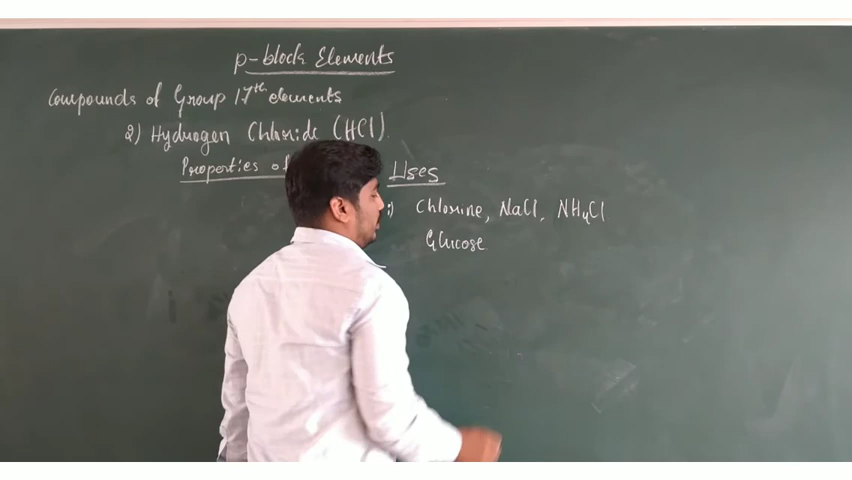 p-block Elements
Compounds of Group 17th elements
2) Hydrogen Chloride (HCl).
Properties of
Uses
:) Chlorine, NaCl, NH4Cl
Glucose.